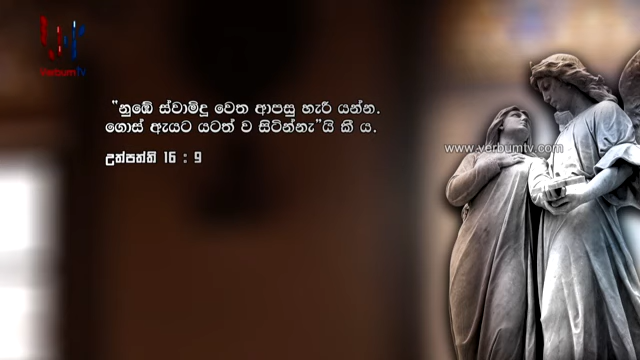 VerbumTV
"නුඹේ ස්වාමිදූ වෙත ආපසු හැරී යන්න.
ගොස් ඇයට යටත් ව සිටින්නැ"යි කී ය.
www.verbumtv.com
උත්පත්ති 16 : 9